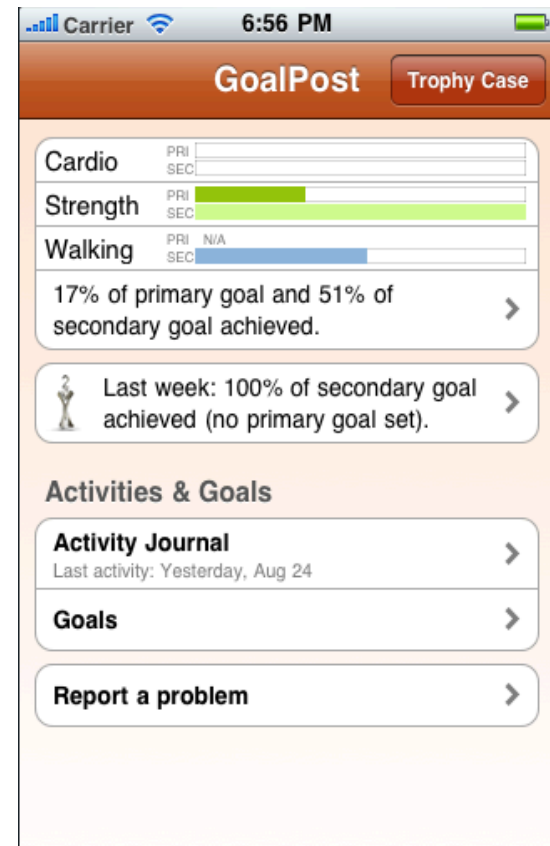 Carrier 6:56 PM
GoalPost Trophy Case
Cardio PRI
SEC
Strength PRI
SEC
Walking PRI N/A
SEC
17% of primary goal and 51% of
secondary goal achieved.
2
Last week: 100% of secondary goal
achieved (no primary goal set).
Activities & Goals
Activity Journal
Last activity: Yesterday, Aug 24
Goals
Report a problem